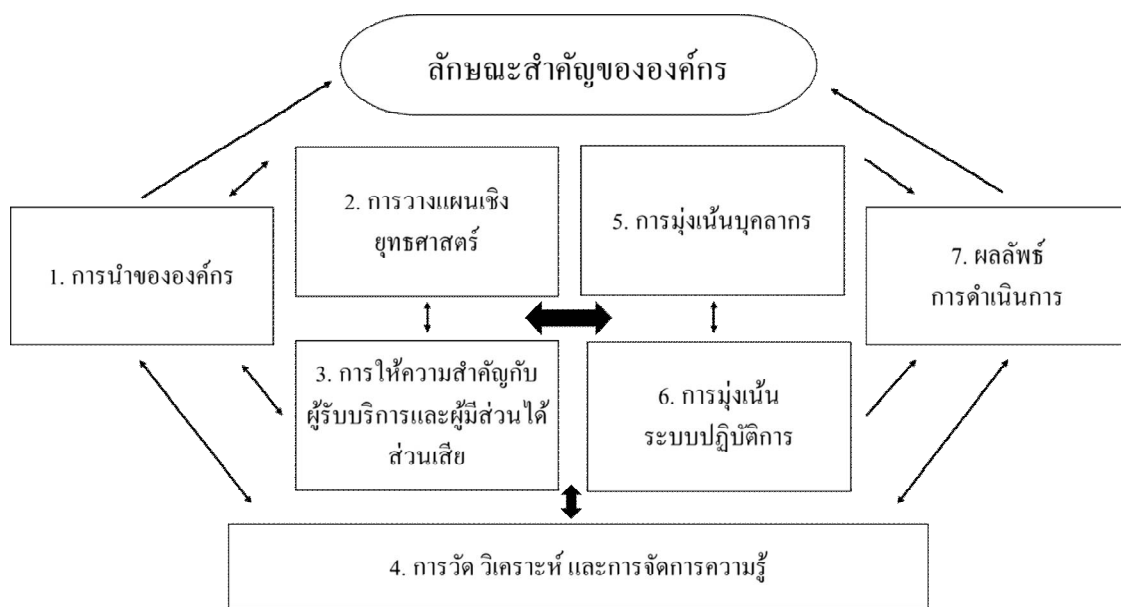 ลักษณะสำคัญขององค์กร
2. การวางแผนเชิง
ยุทธศาสตร์
5. การมุ่งเน้นบุคลากร
1. การนำขององค์กร
7. ผลลัพธ์
การดำเนินการ
3. การให้ความสำคัญกับ
ผู้รับบริการและผู้มีส่วนได้
ส่วนเสีย
6. การมุ่งเน้น
ระบบปฏิบัติการ
4. การวัด วิเคราะห์ และการจัดการความรู้